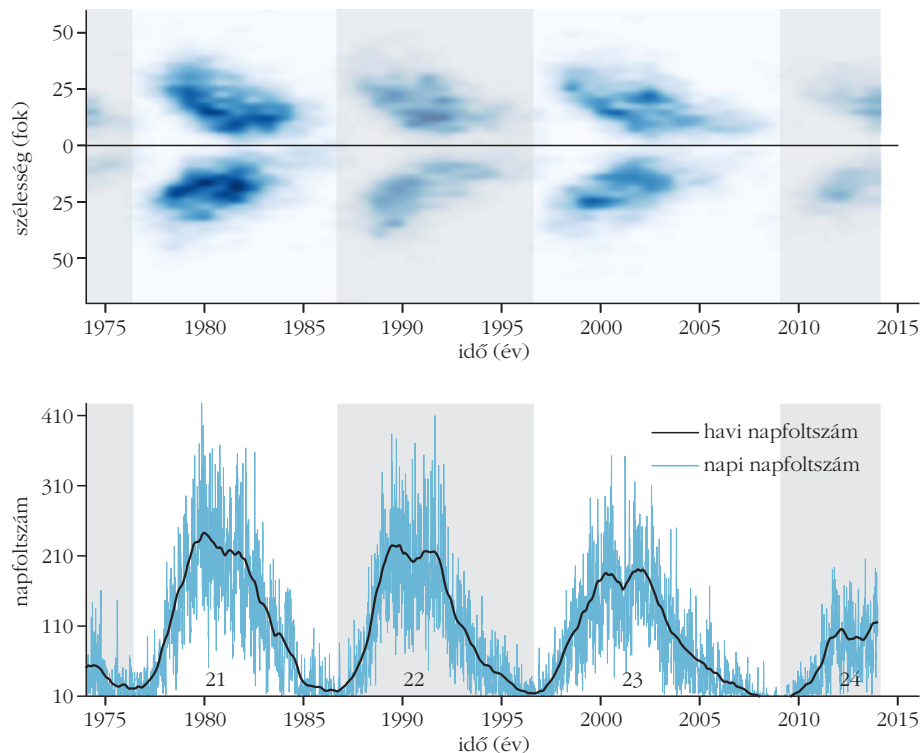 50
25
0
25
50
szélesség (fok)
1975 1980 1985 1990 1995 2000 2005 2010 2015
idő (év)
410
310
210
110
10
napfoltszám
havi napfoltszám
napi napfoltszám
21 22 23 24
1975 1980 1985 1990 1995 2000 2005 2010 2015
idő (év)